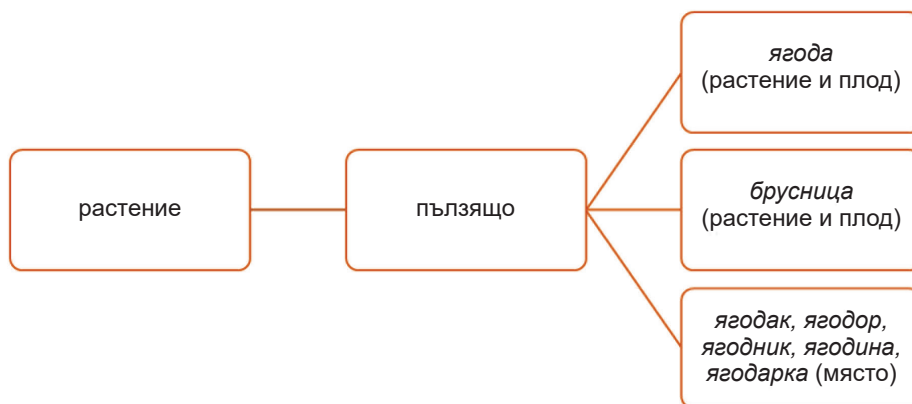 растение
пълзящо
ягода
(растение и плод)
брусница
(растение и плод)
ягодак, ягодор,
ягодник, ягодина,
ягодарка (място)